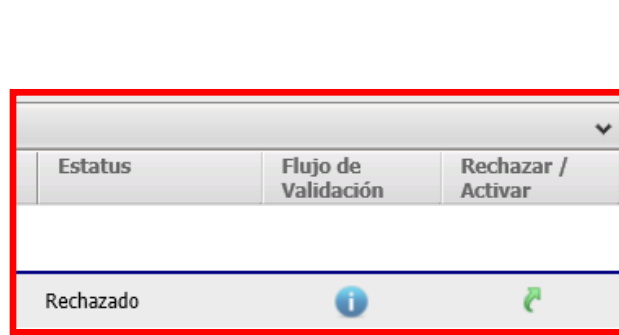 Estatus
Flujo de
Validación
Rechazar /
Activar
Rechazado